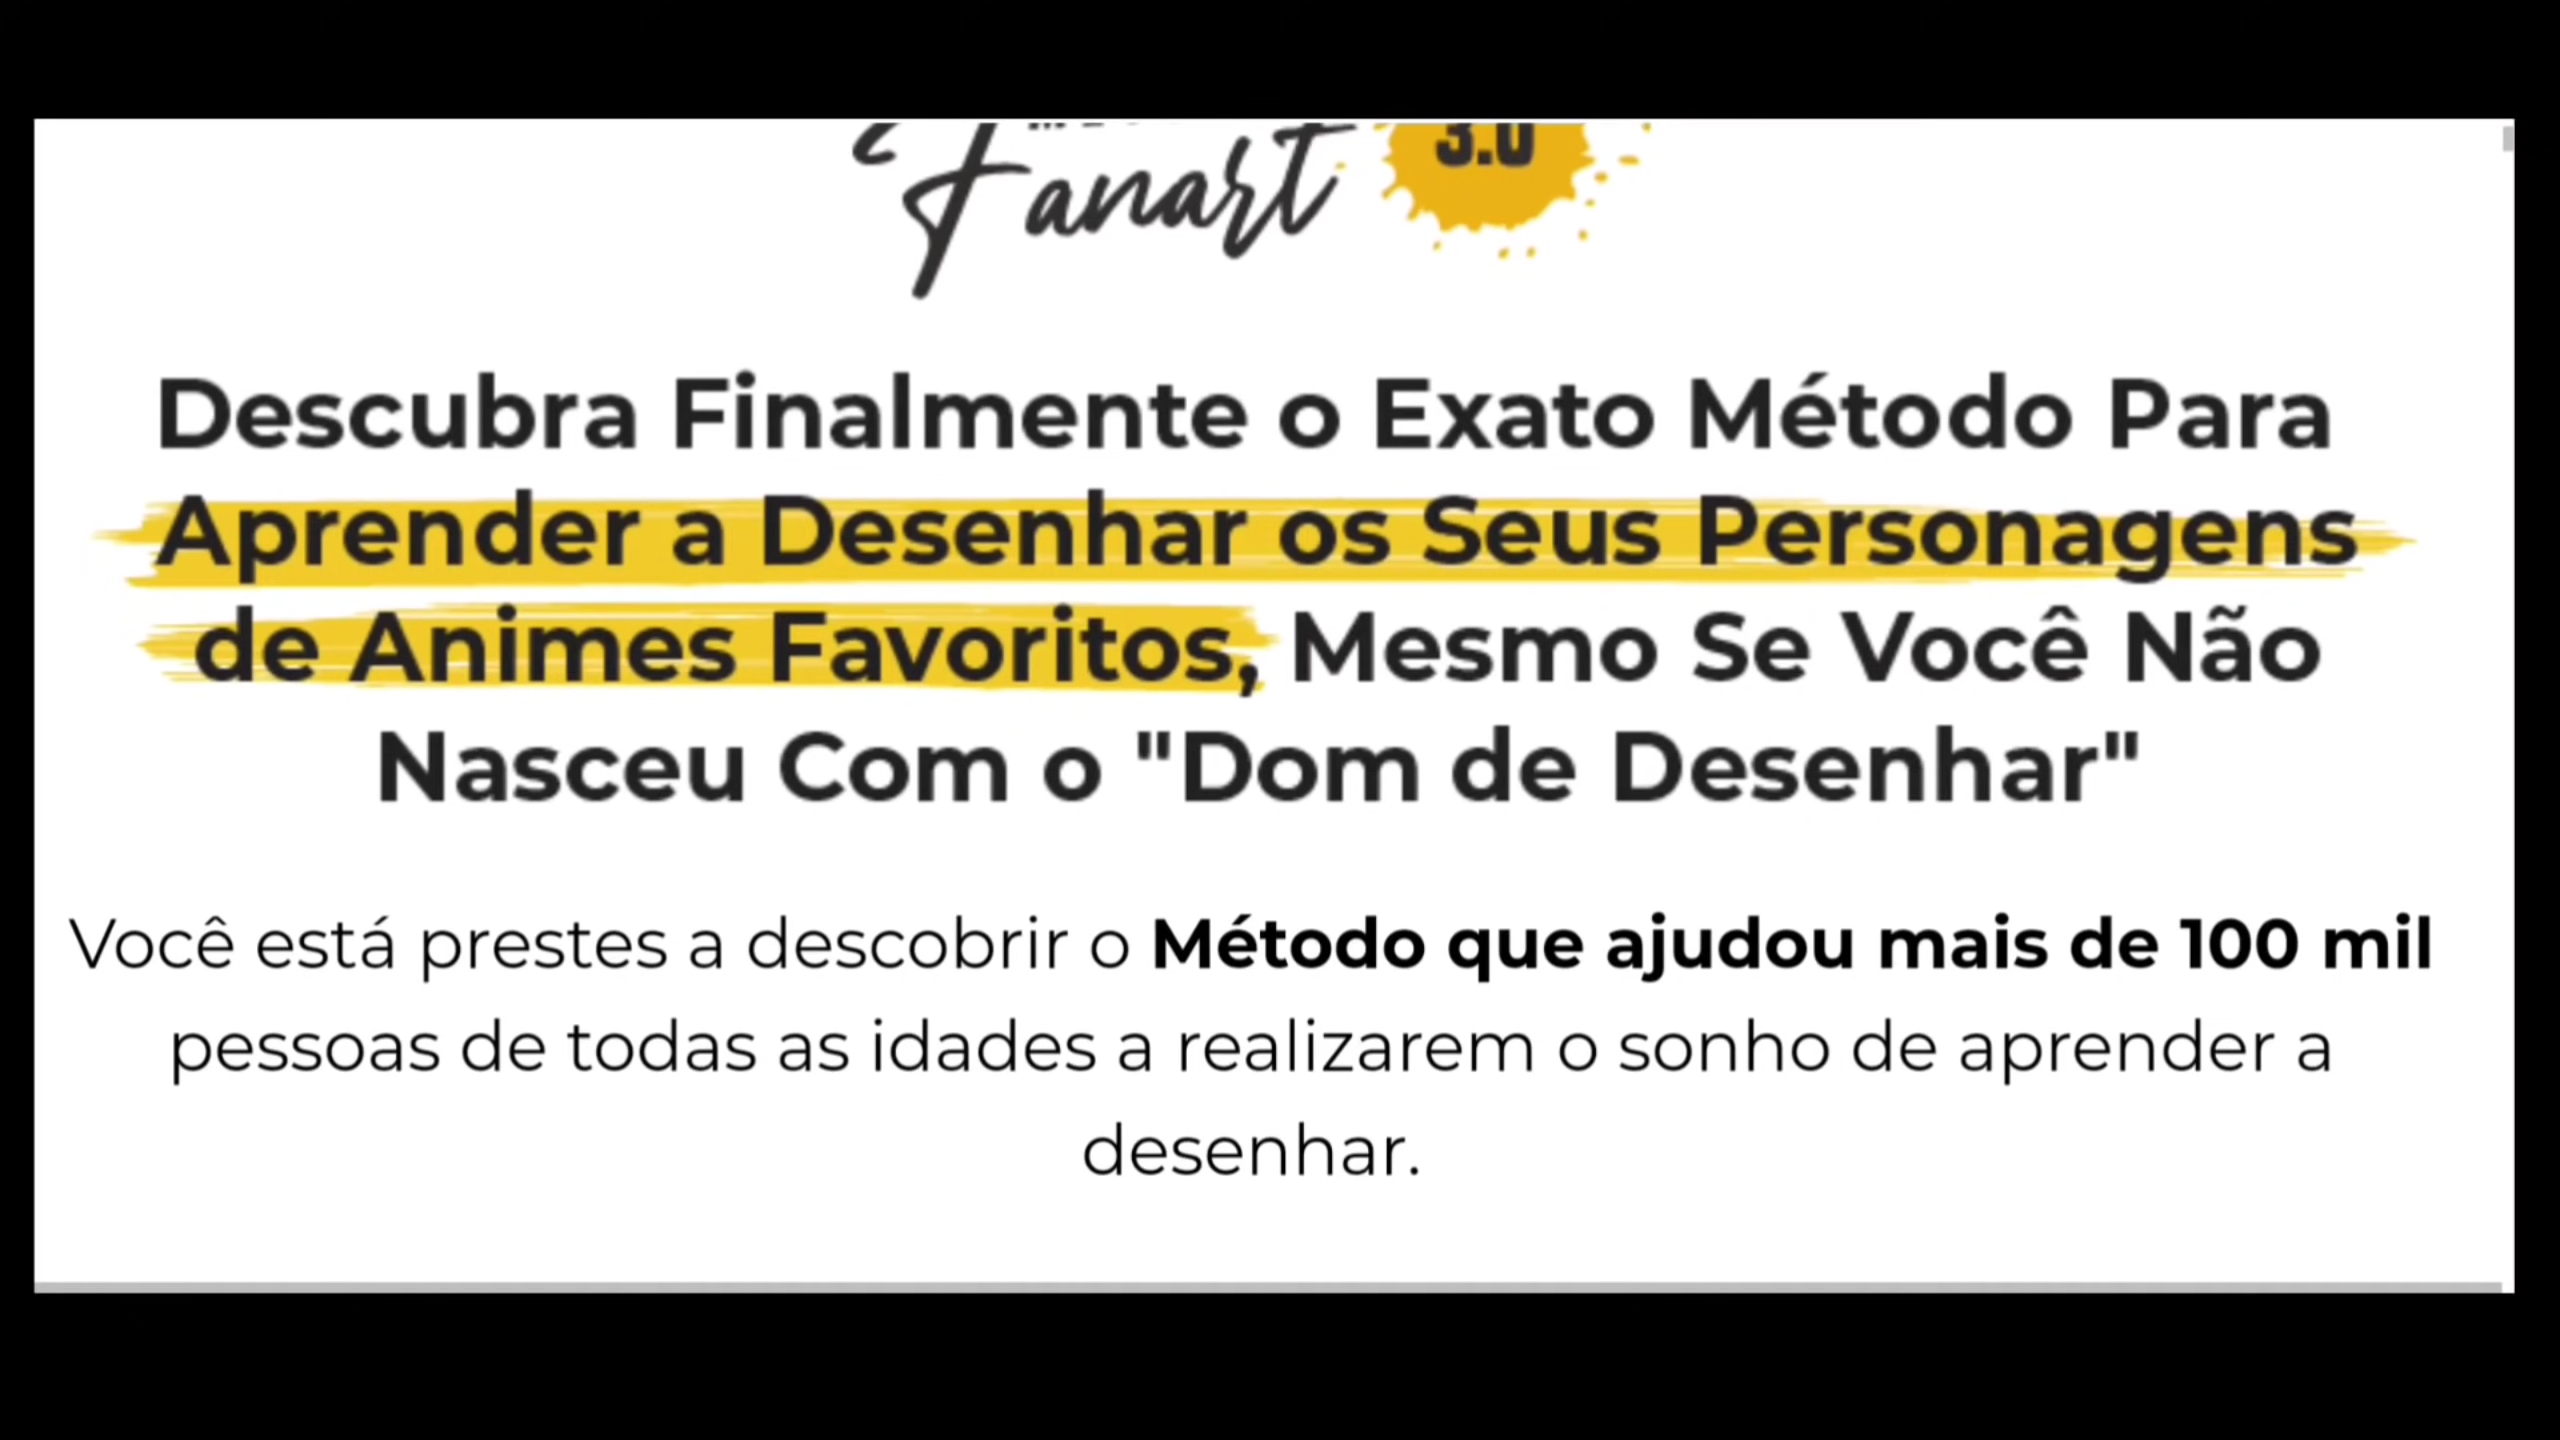 Fanart
3.0
Descubra Finalmente o Exato Método Para
Aprender a Desenhar os Seus Personagens
de Animes Favoritos, Mesmo Se Você Não
Nasceu Com o "Dom de Desenhar"
Você está prestes a descobrir o Método que ajudou mais de 100 mil
pessoas de todas as idades a realizarem o sonho de aprender a
desenhar.